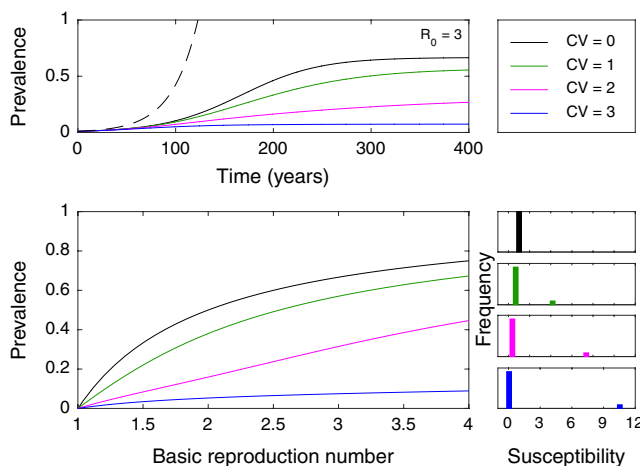 Prevalence
1
0.5
0
0
100
200
300
400
Time (years)
R0 = 3
CV = 0
CV = 1
CV = 2
CV = 3
Prevalence
1
0.8
0.6
0.4
0.2
0
1
1.5
2
2.5
3
3.5
4
Basic reproduction number
Frequency
0
3
6
9
12
Susceptibility